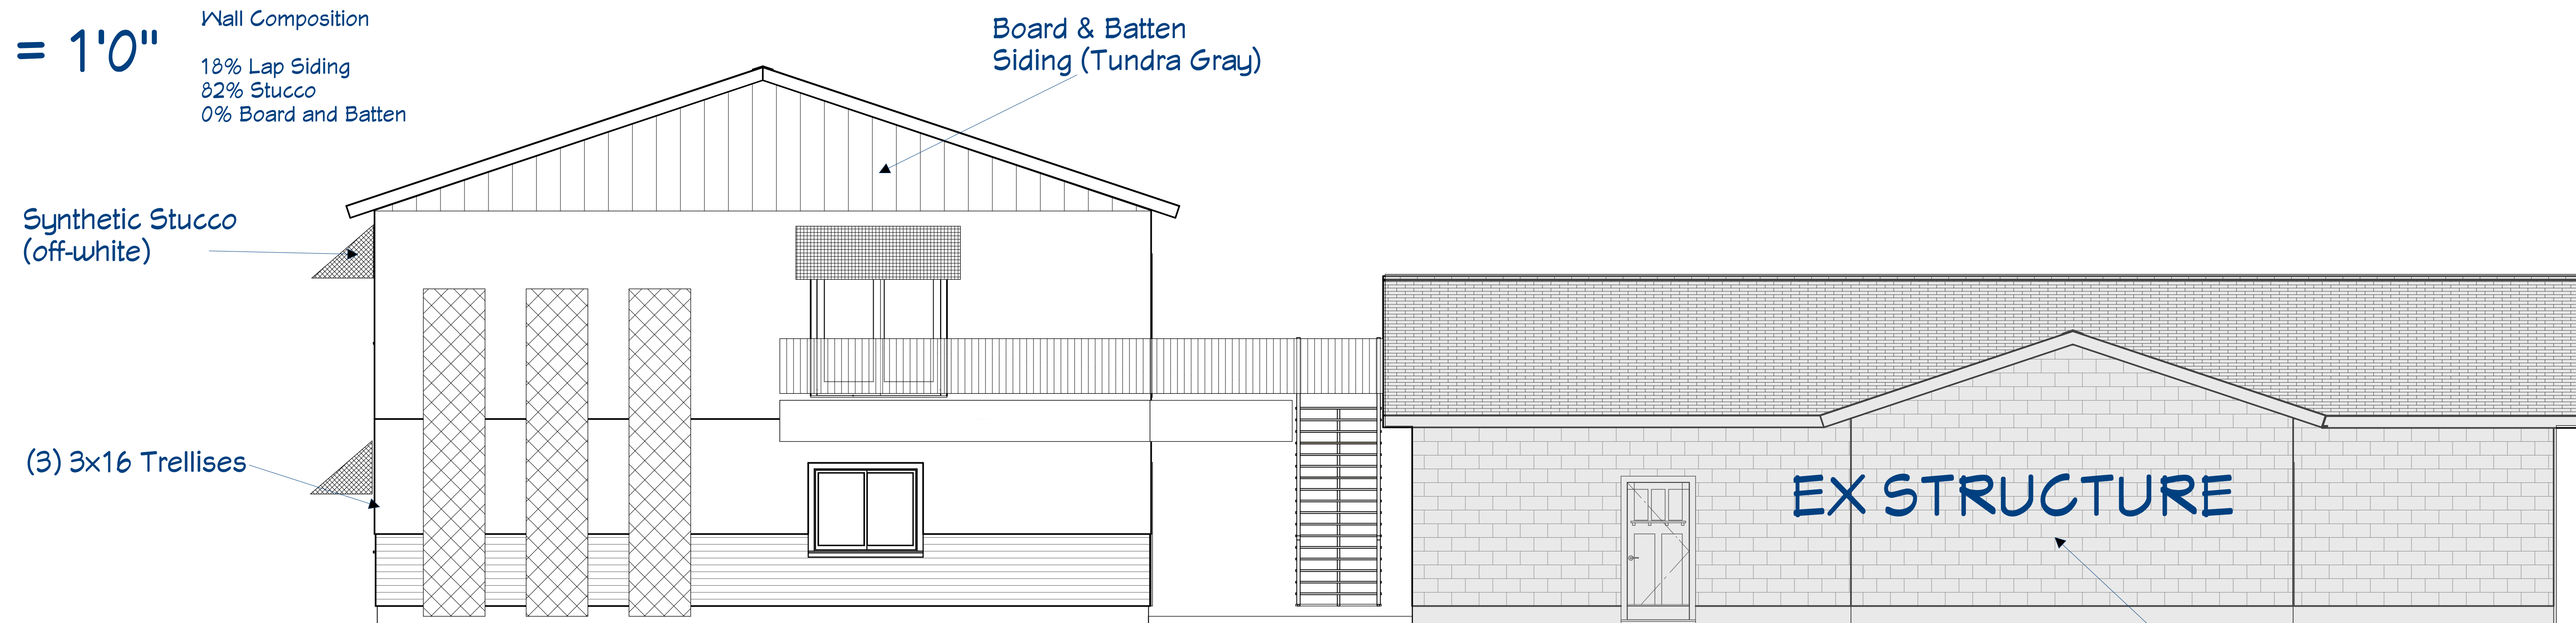 = 1'0"
Wall Composition
18% Lap Siding
82% Stucco
0% Board and Batten
Board & Batten
Siding (Tundra Gray)
Synthetic Stucco
(off-white)
(3) 3x16 Trellises
EX STRUCTURE